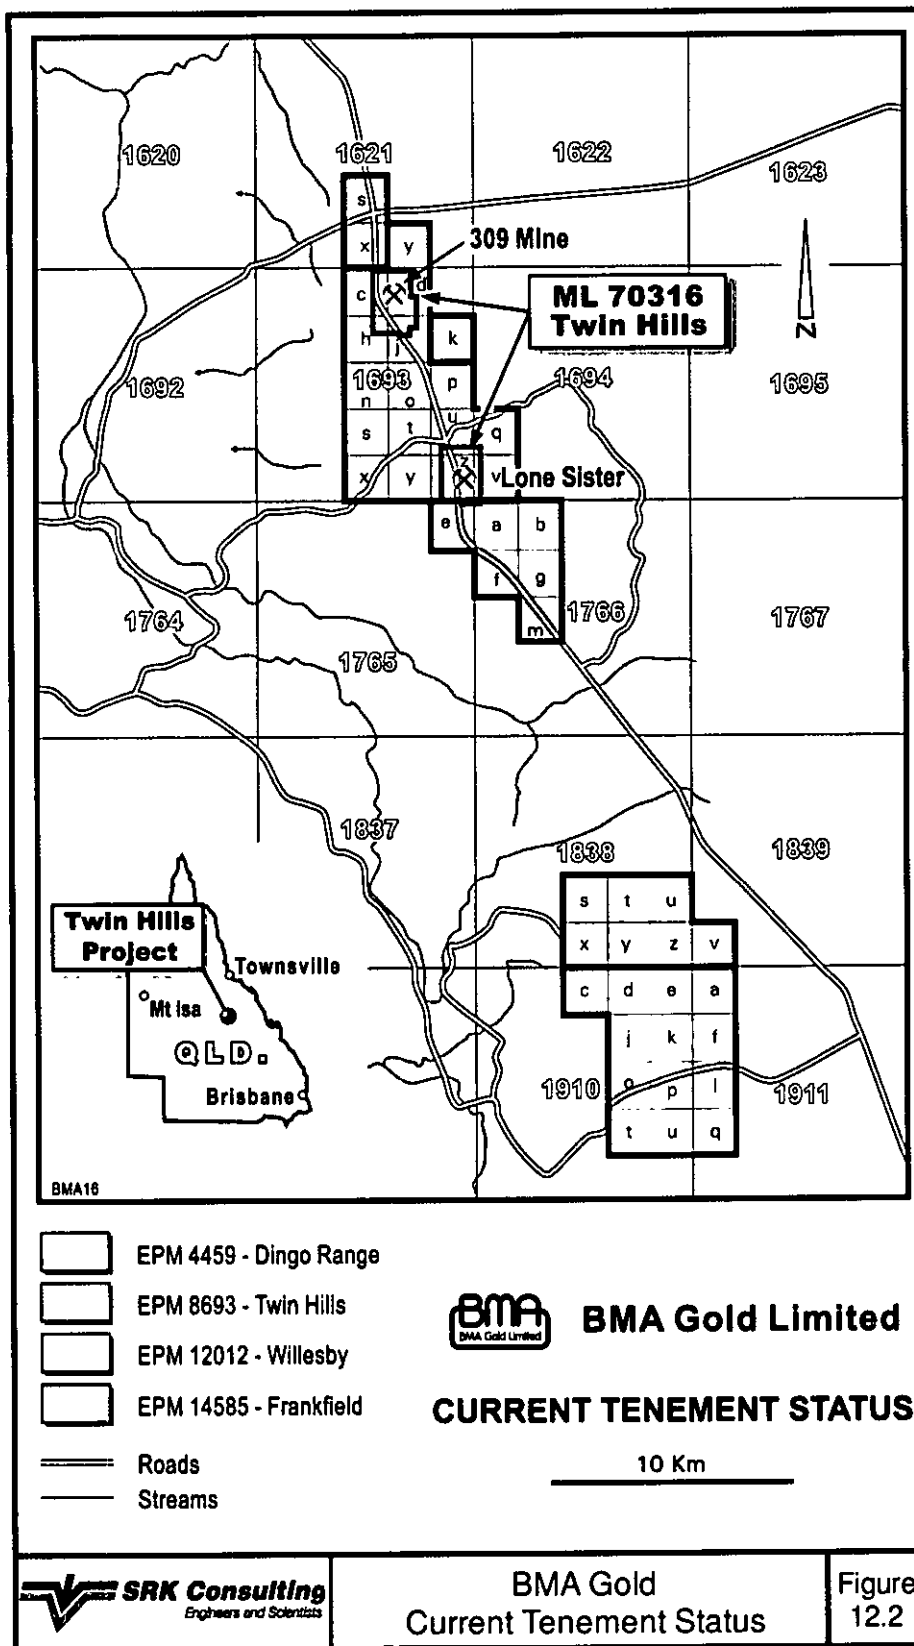 1620
1621
1622
1623
s
x
y
309 Mine
c
d
ML 70316
Twin Hills
h
j
k
N
1692
1693
1694
1695
n
o
p
u
s
t
q
z
x
y
v
Lone Sister
e
a
b
f
g
m
1764
1765
1766
1767
1837
1838
1839
s
t
u
x
y
z
v
c
d
e
a
j
k
f
1910
o
p
l
1911
t
u
q
Twin Hills
Project
Townsville
Mt Isa
QLD.
Brisbane
BMA16
EPM 4459 - Dingo Range
EPM 8693 - Twin Hills
EPM 12012 - Willesby
EPM 14585 - Frankfield
Roads
Streams
BMA
BMA Gold Limited
BMA Gold Limited
CURRENT TENEMENT STATUS
10 Km
SRK Consulting
Engineers and Scientists
BMA Gold
Current Tenement Status
Figure
12.2